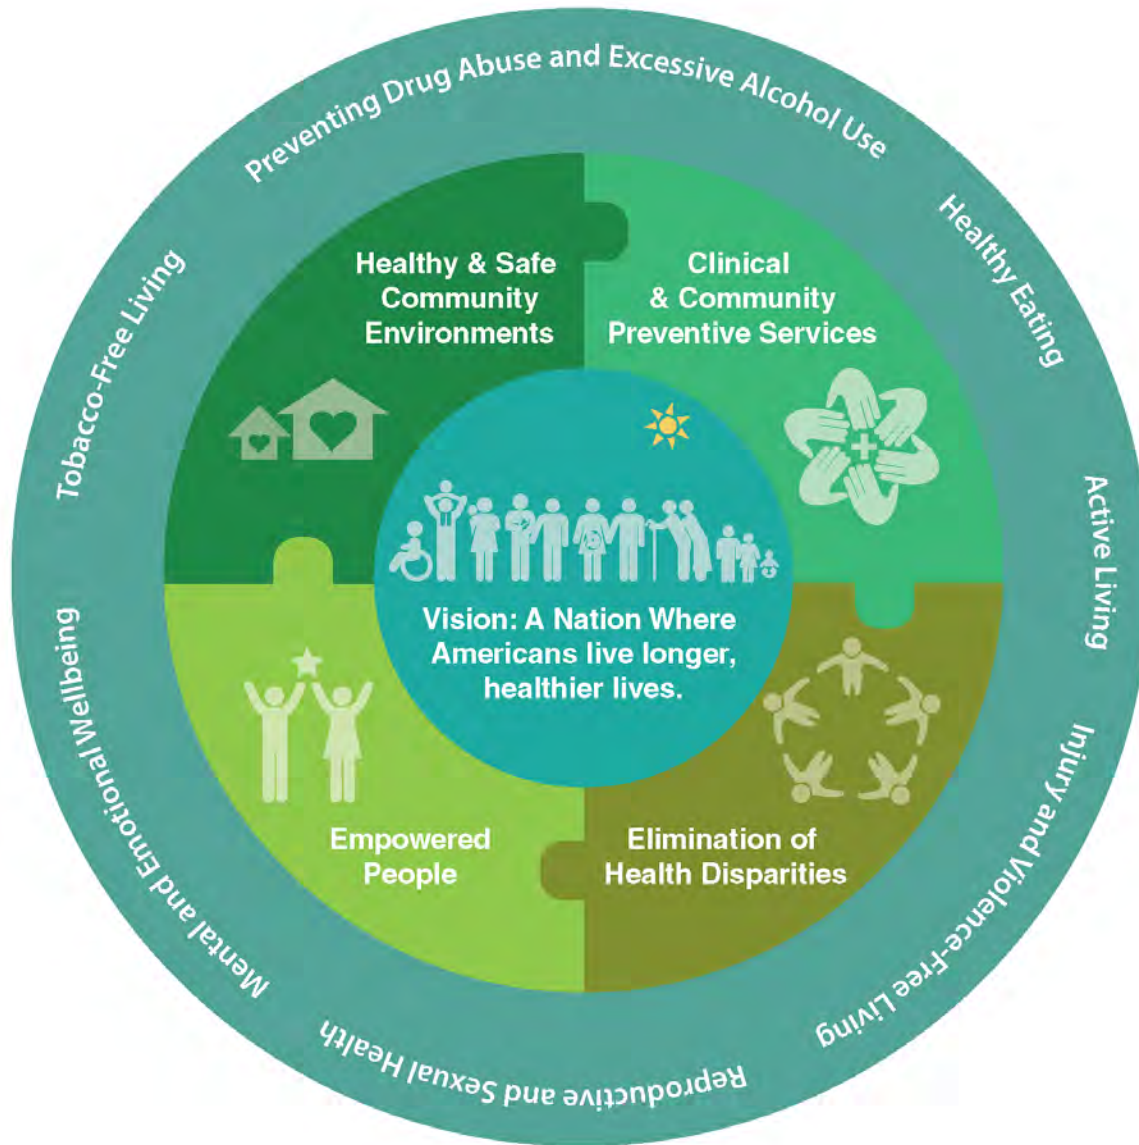 Preventing Drug Abuse and Excessive Alcohol Use
Healthy Eating
Active Living
Injury and Violence-Free Living
Reproductive and Sexual Health
Mental and Emotional Wellbeing
Tobacco-Free Living
Healthy & Safe
Community
Environments
Clinical
& Community
Preventive Services
Vision: A Nation Where
Americans live longer,
healthier lives.
Empowered
People
Elimination of
Health Disparities